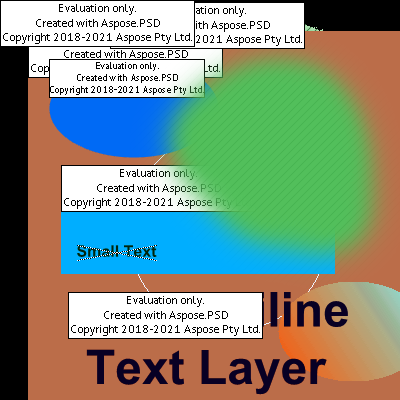 Evaluation only.
Created with Aspose.PSD
Copyright 2018-2021 Aspose Pty Ltd.
ation only.
with Aspose.PSD
2018-2021 Aspose Pty Ltd.
Created with Aspose.PSD
Copyright 2018-2021 Aspose Pty Ltd.
Evaluation only.
Created with Aspose.PSD
Copyright 2018-2021 Aspose Pty Ltd.
Evaluation only.
Created with Aspose.PSD
Copyright 2018-2021 Aspose Pty Ltd.
Small Text
Evaluation only.
Created with Aspose.PSD
Copyright 2018-2021 Aspose Pty Ltd.
line
Text Layer